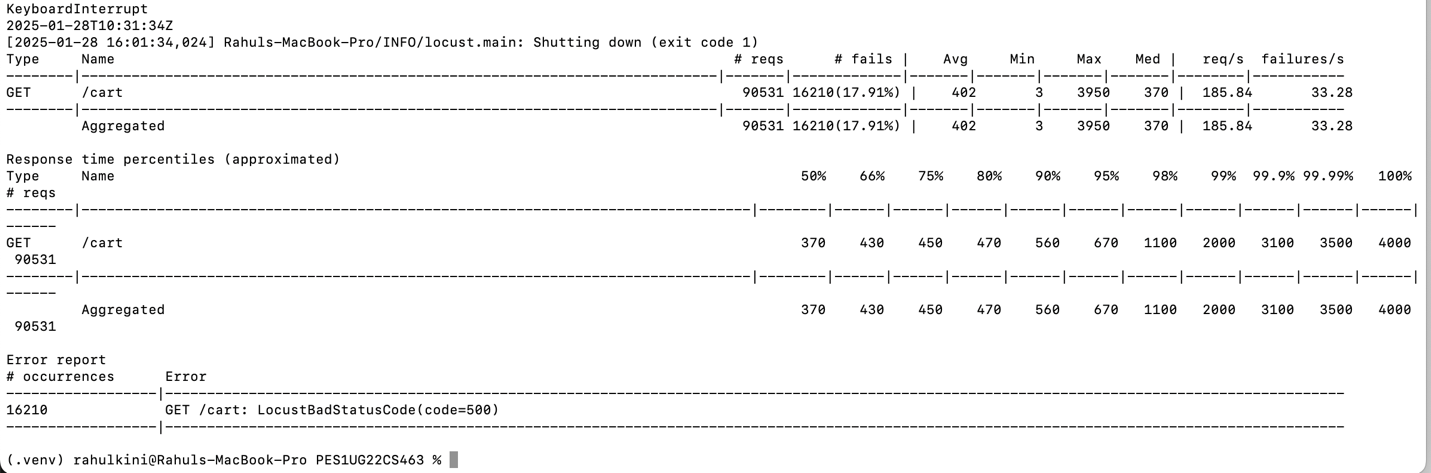 KeyboardInterrupt
2025-01-28T10:31:34Z
[2025-01-28 16:01:34,024] Rahuls-MacBook-Pro/INFO/locust.main: Shutting down (exit code 1)
Type     Name                                                                              # reqs      # fails |    Avg     Min     Max    Med |   req/s  failures/s
--------|----------------------------------------------------------------------------|-------|-------------|-------|-------|-------|-------|--------|-----------
GET      /cart                                                                              90531 16210(17.91%) |    402       3    3950    370 |  185.84       33.28
--------|----------------------------------------------------------------------------|-------|-------------|-------|-------|-------|-------|--------|-----------
         Aggregated                                                                         90531 16210(17.91%) |    402       3    3950    370 |  185.84       33.28
Response time percentiles (approximated)
Type     Name                                                                                      50%    66%    75%    80%    90%    95%    98%    99%  99.9% 99.99%   100%
# reqs
--------|--------------------------------------------------------------------------------|--------|------|------|------|------|------|------|------|------|------|------|
------
GET      /cart                                                                                     370    430    450    470    560    670   1100   2000   3100   3500   4000
 90531
--------|--------------------------------------------------------------------------------|--------|------|------|------|------|------|------|------|------|------|------|
------
         Aggregated                                                                                370    430    450    470    560    670   1100   2000   3100   3500   4000
 90531
Error report
# occurrences      Error
------------------|---------------------------------------------------------------------------------------------------------------------------------------------
16210              GET /cart: LocustBadStatusCode(code=500)
------------------|---------------------------------------------------------------------------------------------------------------------------------------------
(.venv) rahulkini@Rahuls-MacBook-Pro PES1UG22CS463 %